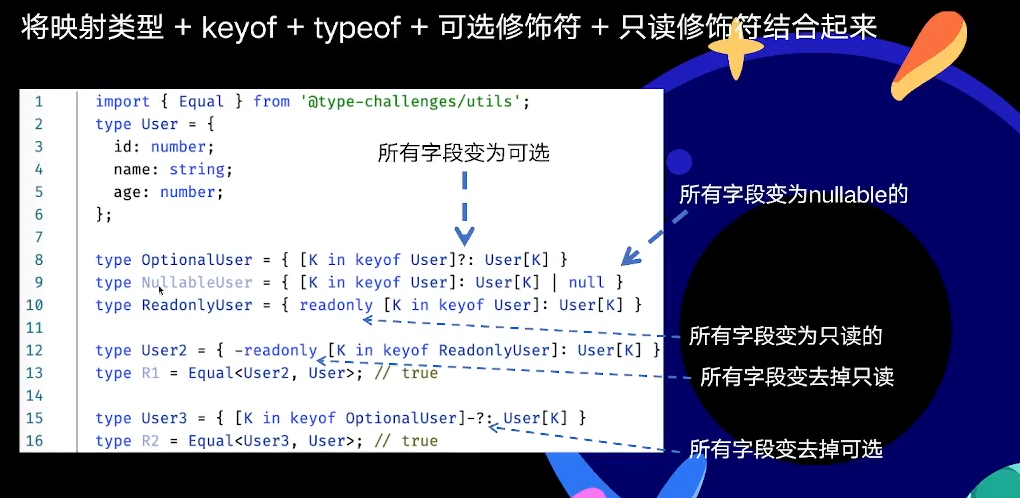 将映射类型 + keyof + typeof + 可选修饰符 + 只读修饰符结合起来
1 import { Equal } from '@type-challenges/utils';
2 type User = {
3 id: number;
4 name: string;
5 age: number;
6 };
7
8 type OptionalUser = { [K in keyof User]?: User[K] }
9 type NullableUser = { [K in keyof User]: User[K] | null }
10 type ReadonlyUser = { readonly [K in keyof User]: User[K] }
11
12 type User2 = { -readonly [K in keyof ReadonlyUser]: User[K] }
13 type R1 = Equal<User2, User>; // true
14
15 type User3 = { [K in keyof OptionalUser]-?: User[K] }
16 type R2 = Equal<User3, User>; // true
所有字段变为可选
所有字段变为nullable的
所有字段变为只读的
所有字段变去掉只读
所有字段变去掉可选